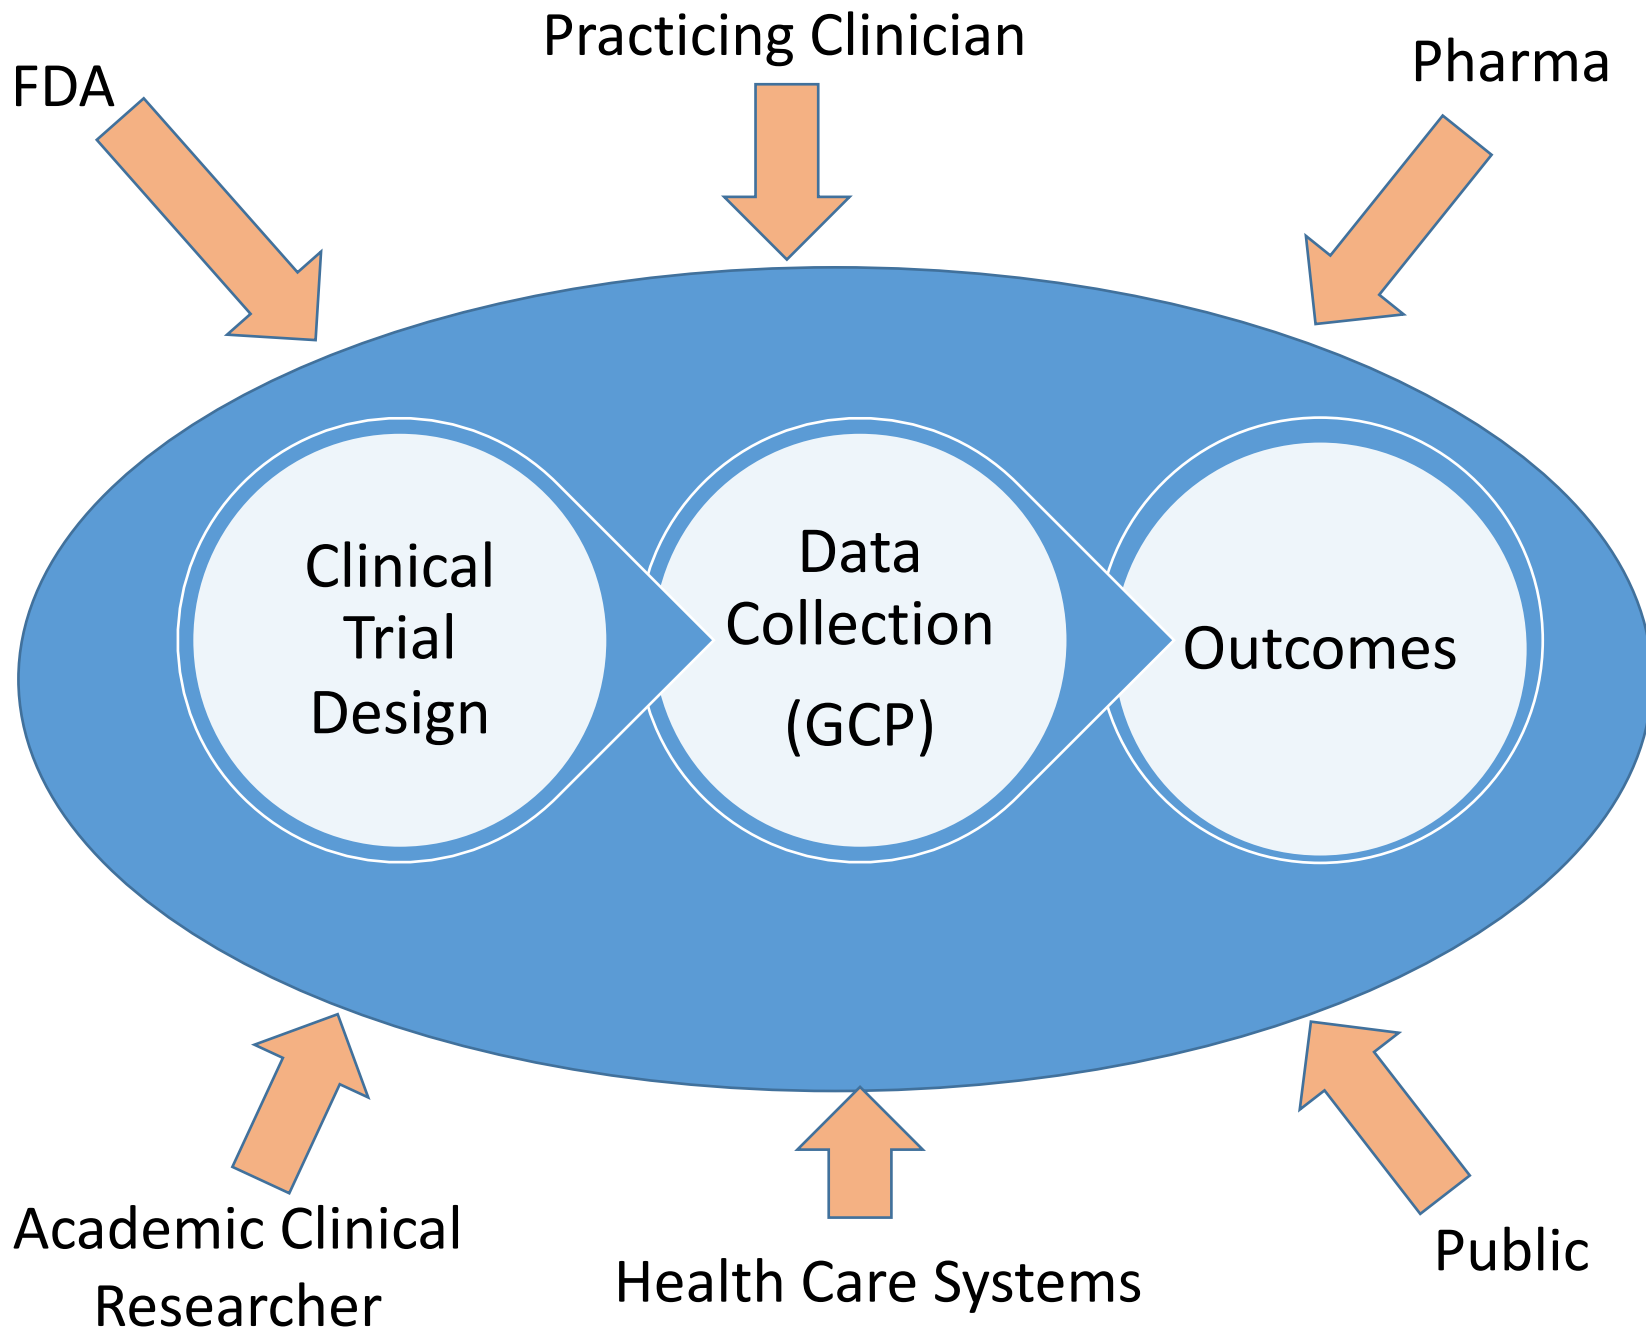 FDA
Practicing Clinician
Pharma
Clinical
Trial
Design
Data
Collection
(GCP)
Outcomes
Academic Clinical
Researcher
Health Care Systems
Public